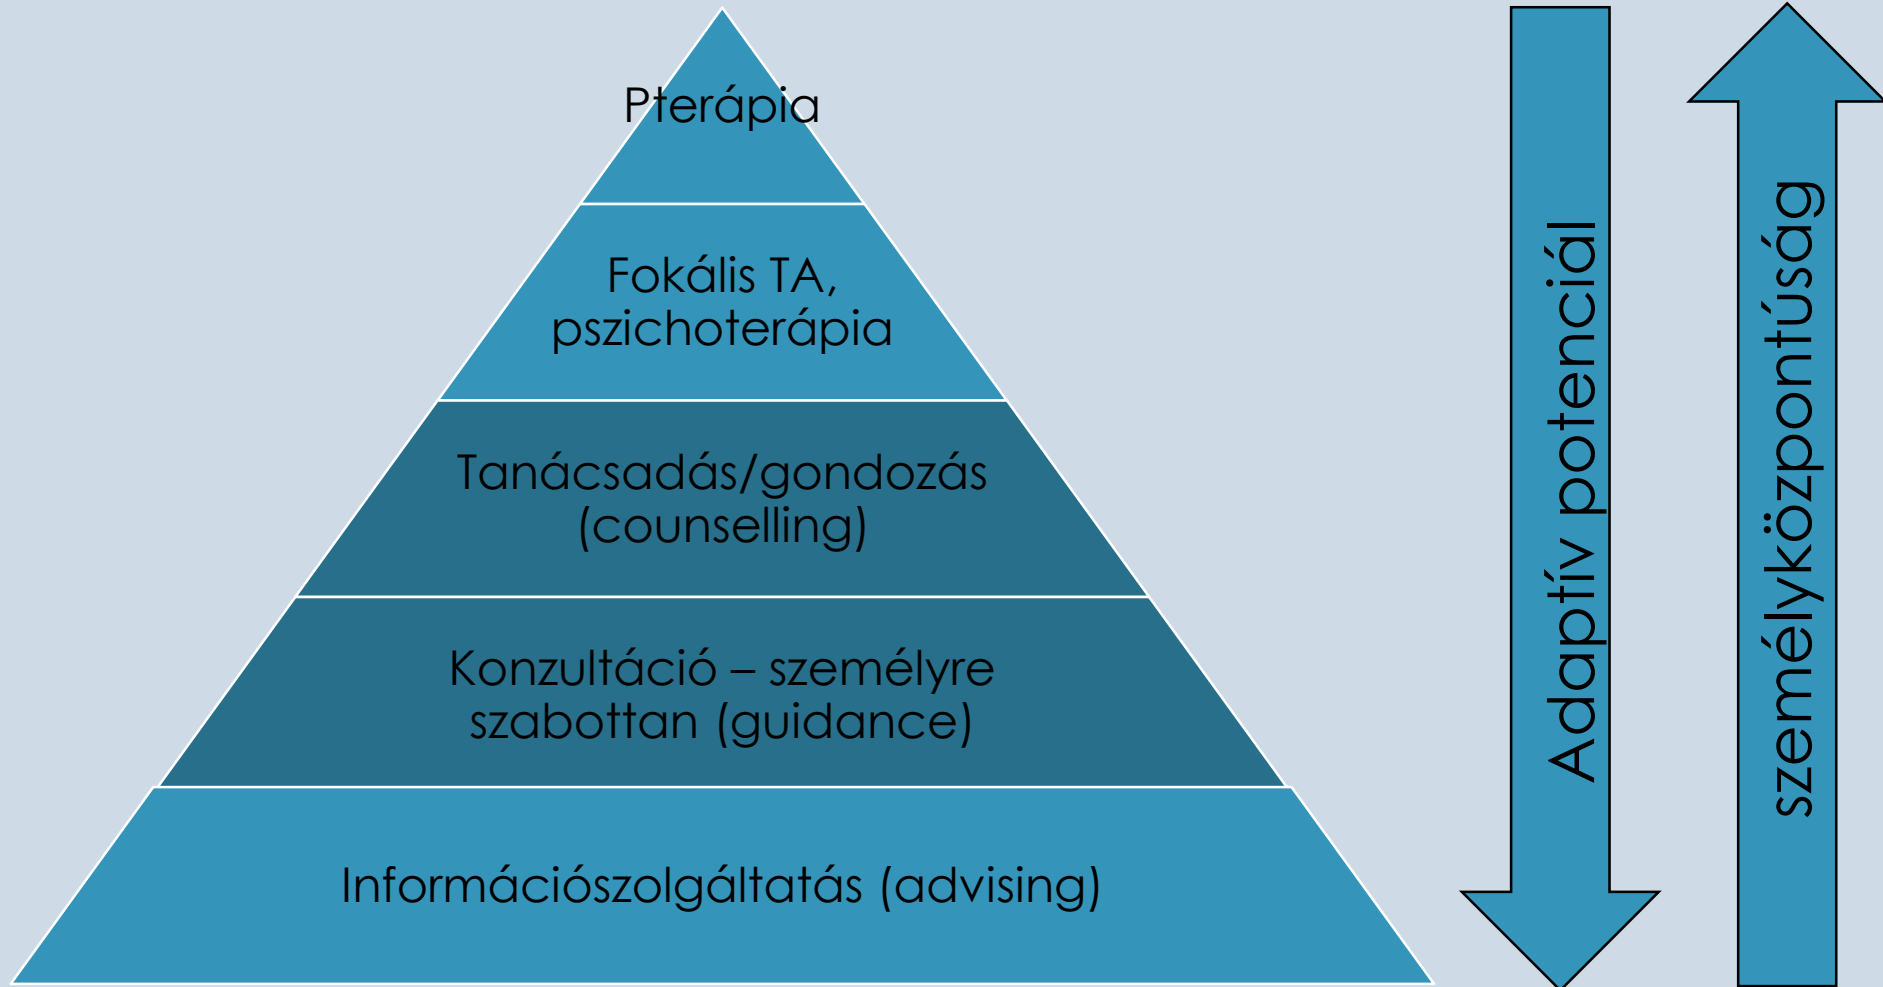 Pterápia
Fokális TA,
pszichoterápia
Tanácsadás/gondozás
(counselling)
Konzultáció – személyre
szabottan (guidance)
Információszolgáltatás (advising)
Adaptív potenciál
személyközpontúság